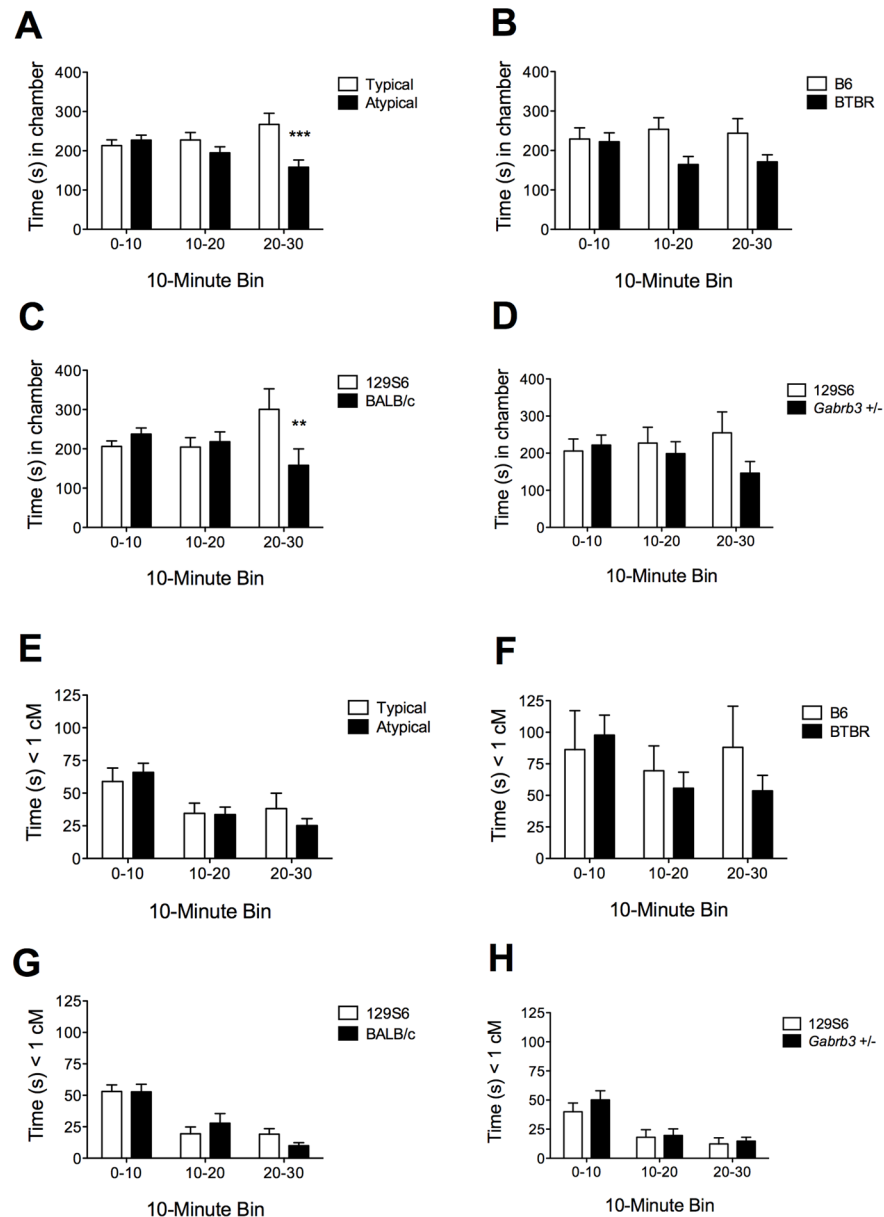 A
Typical
Atypical
400
300
200
100
0
***
0-10
10-20
20-30
Time (s) in chamber
10-Minute Bin
B
B6
BTBR
400
300
200
100
0
0-10
10-20
20-30
Time (s) in chamber
10-Minute Bin
C
129S6
BALB/c
400
300
200
100
0
**
0-10
10-20
20-30
Time (s) in chamber
10-Minute Bin
D
129S6
Gabrb3 +/-
400
300
200
100
0
0-10
10-20
20-30
Time (s) in chamber
10-Minute Bin
E
Typical
Atypical
125
100
75
50
25
0
0-10
10-20
20-30
Time (s) < 1 cM
10-Minute Bin
F
B6
BTBR
125
100
75
50
25
0
0-10
10-20
20-30
Time (s) < 1 cM
10-Minute Bin
G
129S6
BALB/c
125
100
75
50
25
0
0-10
10-20
20-30
Time (s) < 1 cM
10-Minute Bin
H
129S6
Gabrb3 +/-
125
100
75
50
25
0
0-10
10-20
20-30
Time (s) < 1 cM
10-Minute Bin